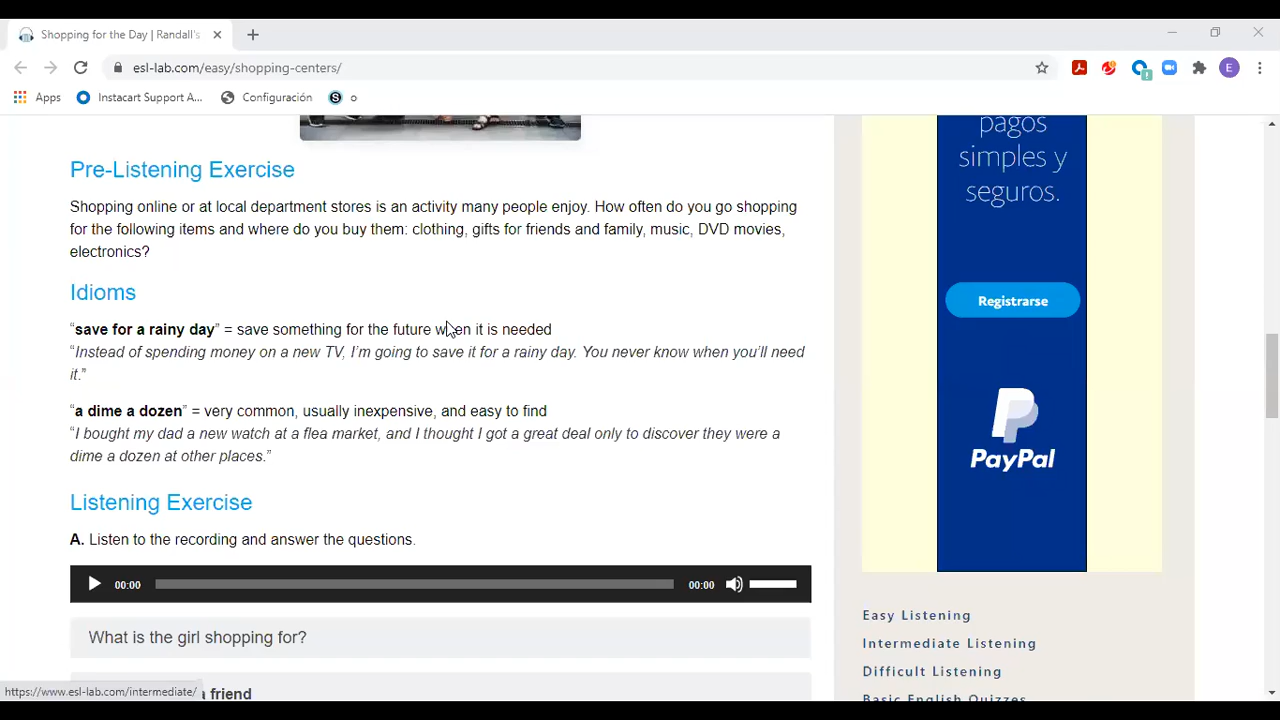 Shopping for the Day | Randall's
esl-lab.com/easy/shopping-centers/
E
Apps
Instacart Support A...
Configuración
S
o
Pre-Listening Exercise
Shopping online or at local department stores is an activity many people enjoy. How often do you go shopping
for the following items and where do you buy them: clothing, gifts for friends and family, music, DVD movies,
electronics?
Idioms
“save for a rainy day” = save something for the future when it is needed
“Instead of spending money on a new TV, I’m going to save it for a rainy day. You never know when you’ll need
it.”
“a dime a dozen” = very common, usually inexpensive, and easy to find
“I bought my dad a new watch at a flea market, and I thought I got a great deal only to discover they were a
dime a dozen at other places.”
Listening Exercise
A. Listen to the recording and answer the questions.
00:00
00:00
What is the girl shopping for?
a friend
https://www.esl-lab.com/intermediate/
pagos
simples y
seguros.
Registrarse
PayPal
Easy Listening
Intermediate Listening
Difficult Listening
Basic English Quizzes